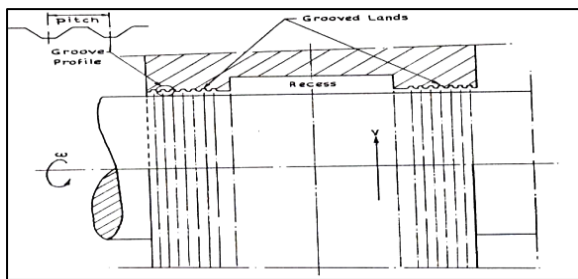 pitch
Grooved Lands
Groove
Profile
Recess
V
ω